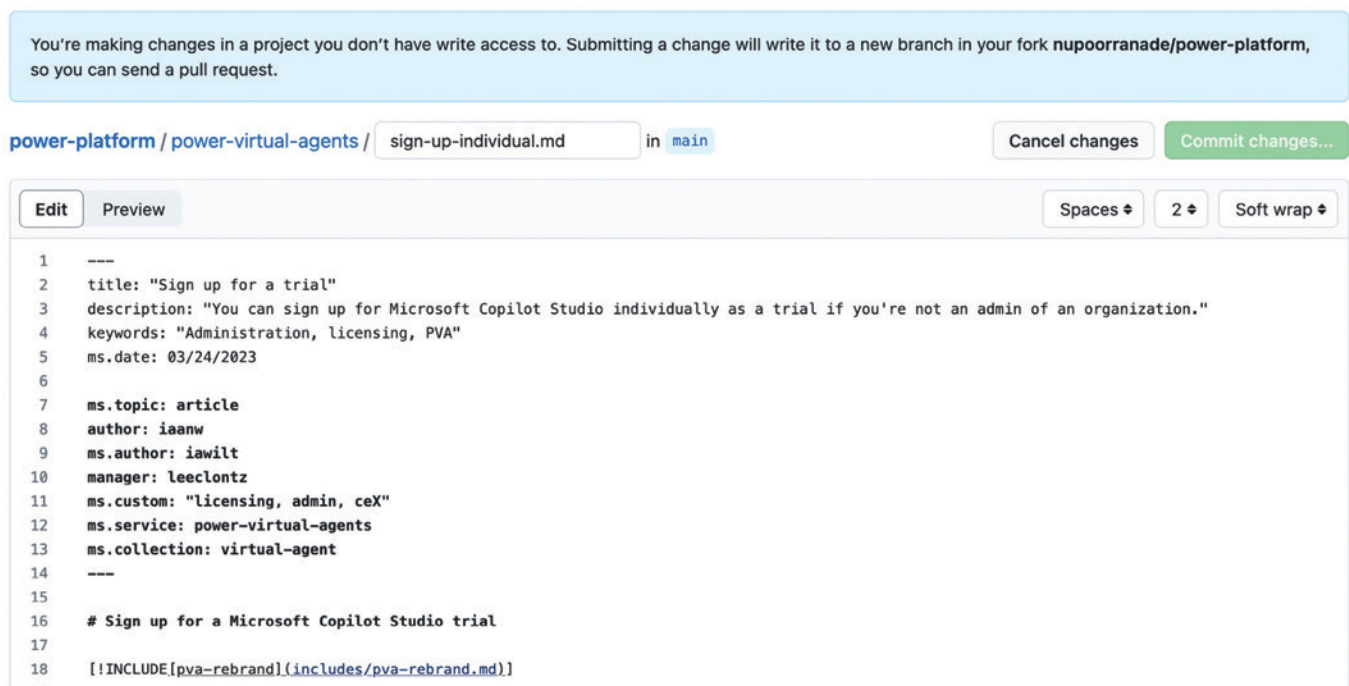 You're making changes in a project you don't have write access to. Submitting a change will write it to a new branch in your fork nupoorranade/power-platform,
so you can send a pull request.
power-platform / power-virtual-agents / sign-up-individual.md in main Cancel changes Commit changes...
Edit Preview Spaces 2 Soft wrap
1 ---
2 title: "Sign up for a trial"
3 description: "You can sign up for Microsoft Copilot Studio individually as a trial if you're not an admin of an organization."
4 keywords: "Administration, licensing, PVA"
5 ms.date: 03/24/2023
6
7 ms.topic: article
8 author: iaanw
9 ms.author: iawilt
10 manager: leeclontz
11 ms.custom: "licensing, admin, ceX"
12 ms.service: power-virtual-agents
13 ms.collection: virtual-agent
14 ---
15
16 # Sign up for a Microsoft Copilot Studio trial
17
18 [!INCLUDE[pva-rebrand](includes/pva-rebrand.md)]